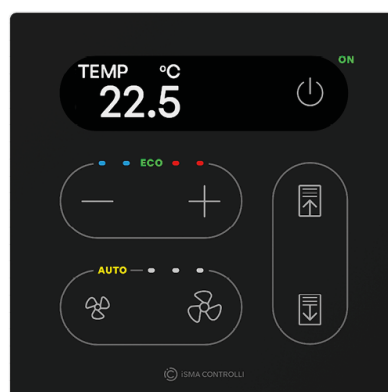 ON
TEMP °C
22.5
ECO
AUTO
iSMA CONTROLLI